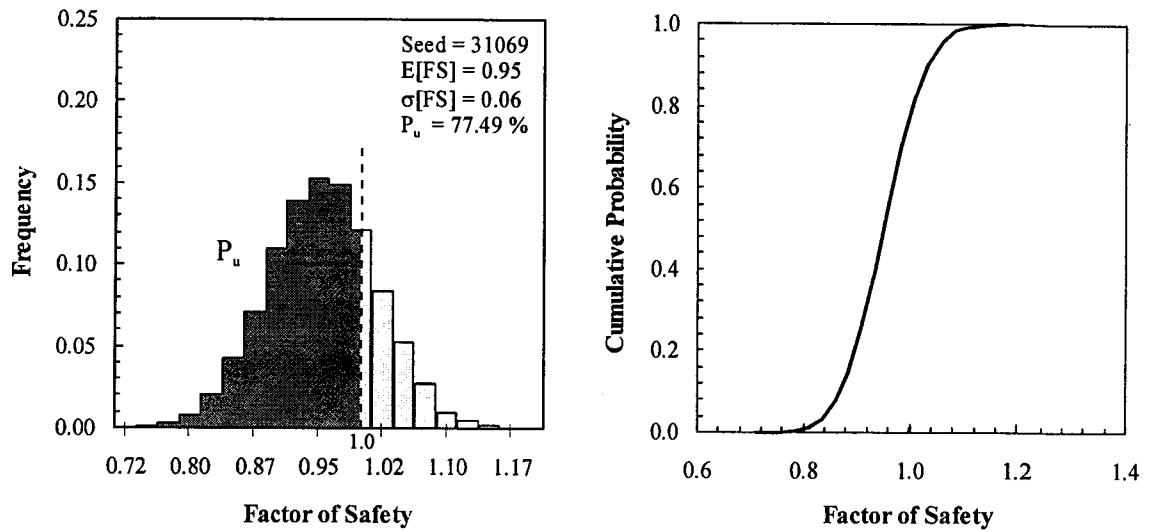 0.25
0.20
0.15
0.10
0.05
0.00
Frequency
Seed = 31069
E[FS] = 0.95
σ[FS] = 0.06
Pu = 77.49 %
Pu
1.0
0.72 0.80 0.87 0.95 1.02 1.10 1.17
Factor of Safety
1.0
0.8
0.6
0.4
0.2
0.0
Cumulative Probability
0.6 0.8 1.0 1.2 1.4
Factor of Safety